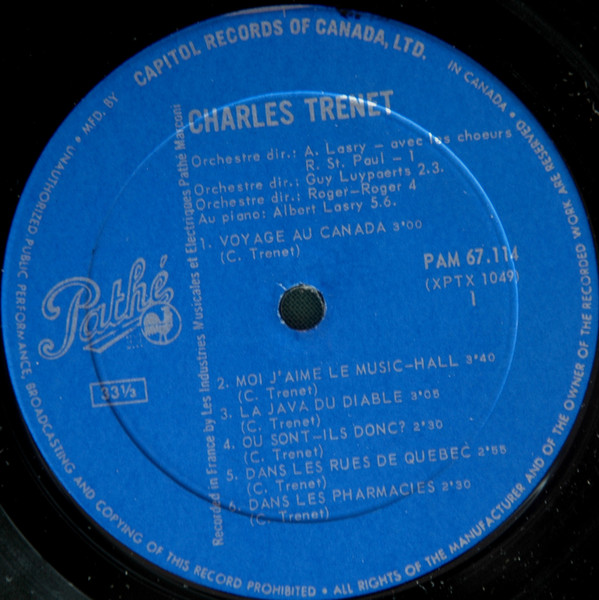 MFD. BY CAPITOL RECORDS OF CANADA, LTD. IN CANADA • UNAUTHORIZED PUBLIC PERFORMANCE, BROADCASTING AND COPYING OF THIS RECORD PROHIBITED • ALL RIGHTS OF THE MANUFACTURER AND OF THE OWNER OF THE RECORDED WORK ARE RESERVED •
CHARLES TRENET
Orchestre dir.: A. Lasry – avec les choeurs
R. St. Paul – 1
Orchestre dir.: Guy Luypaerts 2.3.
Orchestre dir.: Roger-Roger 4
Au piano: Albert Lasry 5.6.
1. VOYAGE AU CANADA 3'00
(C. Trenet)
PAM 67.114
(XPTX 1049)
1
Pathé
33⅓
Recorded in France by Les Industries Musicales et Electriques Pathé Marconi
2. MOI J'AIME LE MUSIC-HALL 3'40
(C. Trenet)
3. LA JAVA DU DIABLE 3'05
(C. Trenet)
4. OU SONT-ILS DONC? 2'30
(C. Trenet)
5. DANS LES RUES DE QUEBEC 2'55
(C. Trenet)
6. DANS LES PHARMACIES 2'30
(C. Trenet)